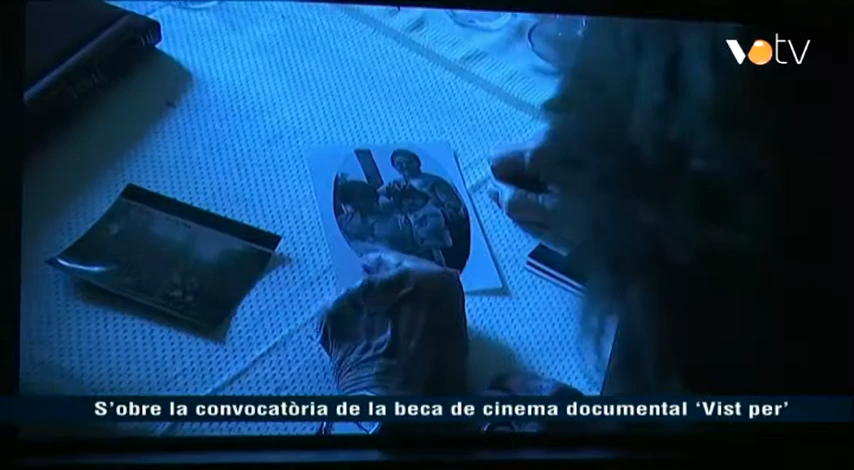 votv
S'obre la convocatòria de la beca de cinema documental ‘Vist per’